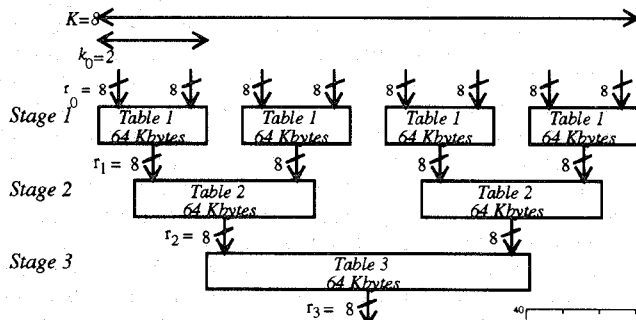 K=8
k0=2
r0= 8 8 8 8 8 8 8 8
Stage 1
Table 1 Table 1 Table 1 Table 1
64 Kbytes 64 Kbytes 64 Kbytes 64 Kbytes
r1= 8 8 8 8
Stage 2
Table 2 Table 2
64 Kbytes 64 Kbytes
r2= 8 8
Stage 3
Table 3
64 Kbytes
r3= 8
40